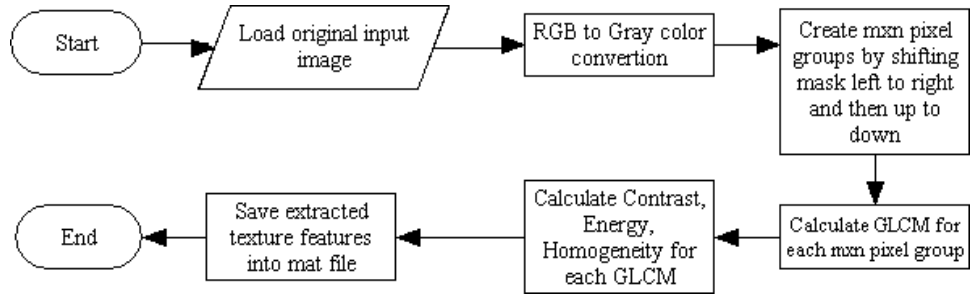 Start
Load original input
image
RGB to Gray color
convertion
Create mxn pixel
groups by shifting
mask left to right
and then up to
down
Calculate GLCM for
each mxn pixel group
Calculate Contrast,
Energy,
Homogeneity for
each GLCM
Save extracted
texture features
into mat file
End